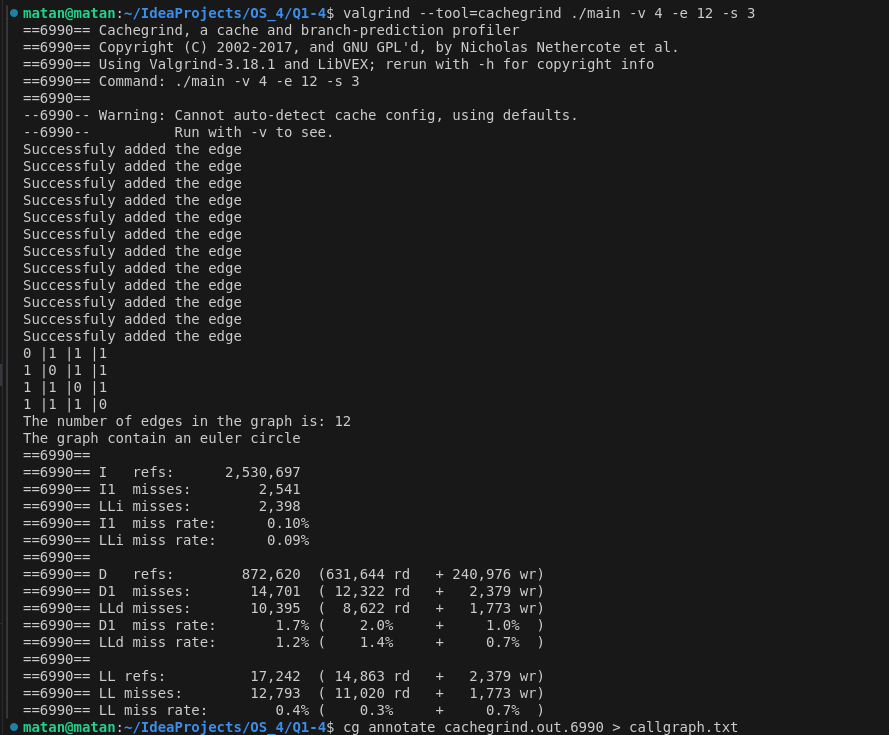 matan@matan:~/IdeaProjects/OS_4/Q1-4$ valgrind --tool=cachegrind ./main -v 4 -e 12 -s 3
==6990== Cachegrind, a cache and branch-prediction profiler
==6990== Copyright (C) 2002-2017, and GNU GPL'd, by Nicholas Nethercote et al.
==6990== Using Valgrind-3.18.1 and LibVEX; rerun with -h for copyright info
==6990== Command: ./main -v 4 -e 12 -s 3
==6990==
--6990-- Warning: Cannot auto-detect cache config, using defaults.
--6990--          Run with -v to see.
Successfuly added the edge
Successfuly added the edge
Successfuly added the edge
Successfuly added the edge
Successfuly added the edge
Successfuly added the edge
Successfuly added the edge
Successfuly added the edge
Successfuly added the edge
Successfuly added the edge
Successfuly added the edge
Successfuly added the edge
0 |1 |1 |1
1 |0 |1 |1
1 |1 |0 |1
1 |1 |1 |0
The number of edges in the graph is: 12
The graph contain an euler circle
==6990==
==6990== I   refs:      2,530,697
==6990== I1  misses:        2,541
==6990== LLi misses:        2,398
==6990== I1  miss rate:      0.10%
==6990== LLi miss rate:      0.09%
==6990==
==6990== D   refs:        872,620  (631,644 rd   + 240,976 wr)
==6990== D1  misses:       14,701  ( 12,322 rd   +   2,379 wr)
==6990== LLd misses:       10,395  (  8,622 rd   +   1,773 wr)
==6990== D1  miss rate:       1.7% (    2.0%     +     1.0%  )
==6990== LLd miss rate:       1.2% (    1.4%     +     0.7%  )
==6990==
==6990== LL refs:          17,242  ( 14,863 rd   +   2,379 wr)
==6990== LL misses:        12,793  ( 11,020 rd   +   1,773 wr)
==6990== LL miss rate:        0.4% (    0.3%     +     0.7%  )
matan@matan:~/IdeaProjects/OS_4/Q1-4$ cg annotate cachegrind.out.6990 > callgraph.txt